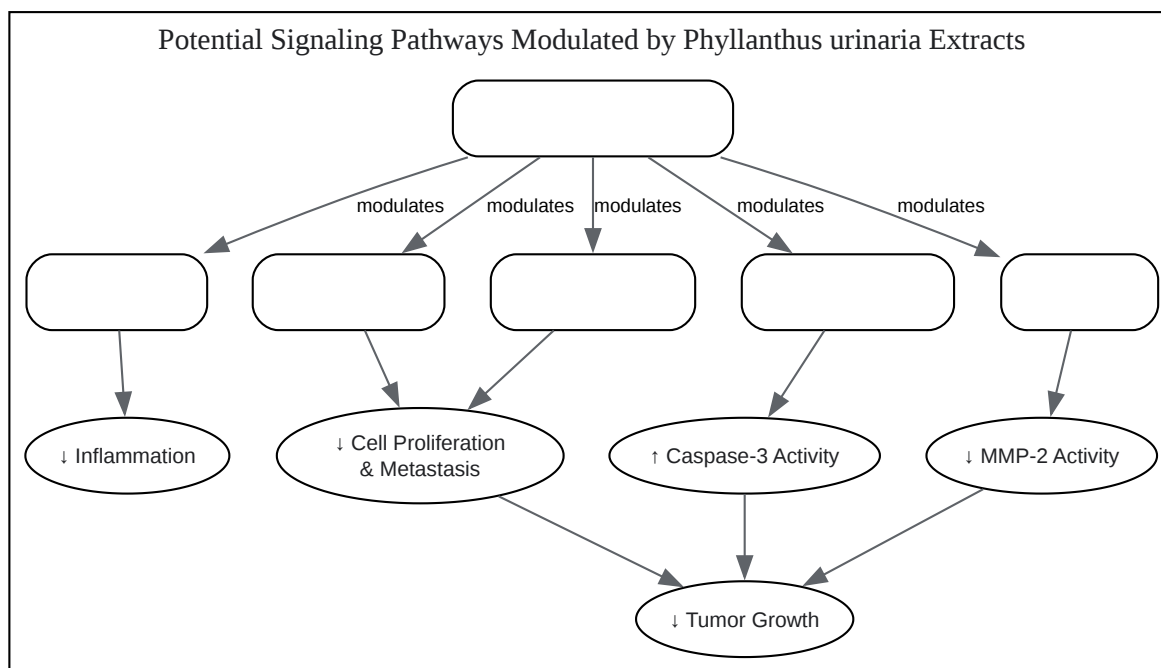 Potential Signaling Pathways Modulated by Phyllanthus urinaria Extracts
modulates
modulates
modulates
modulates
modulates
↓ Inflammation
↓ Cell Proliferation
& Metastasis
↑ Caspase-3 Activity
↓ MMP-2 Activity
↓ Tumor Growth